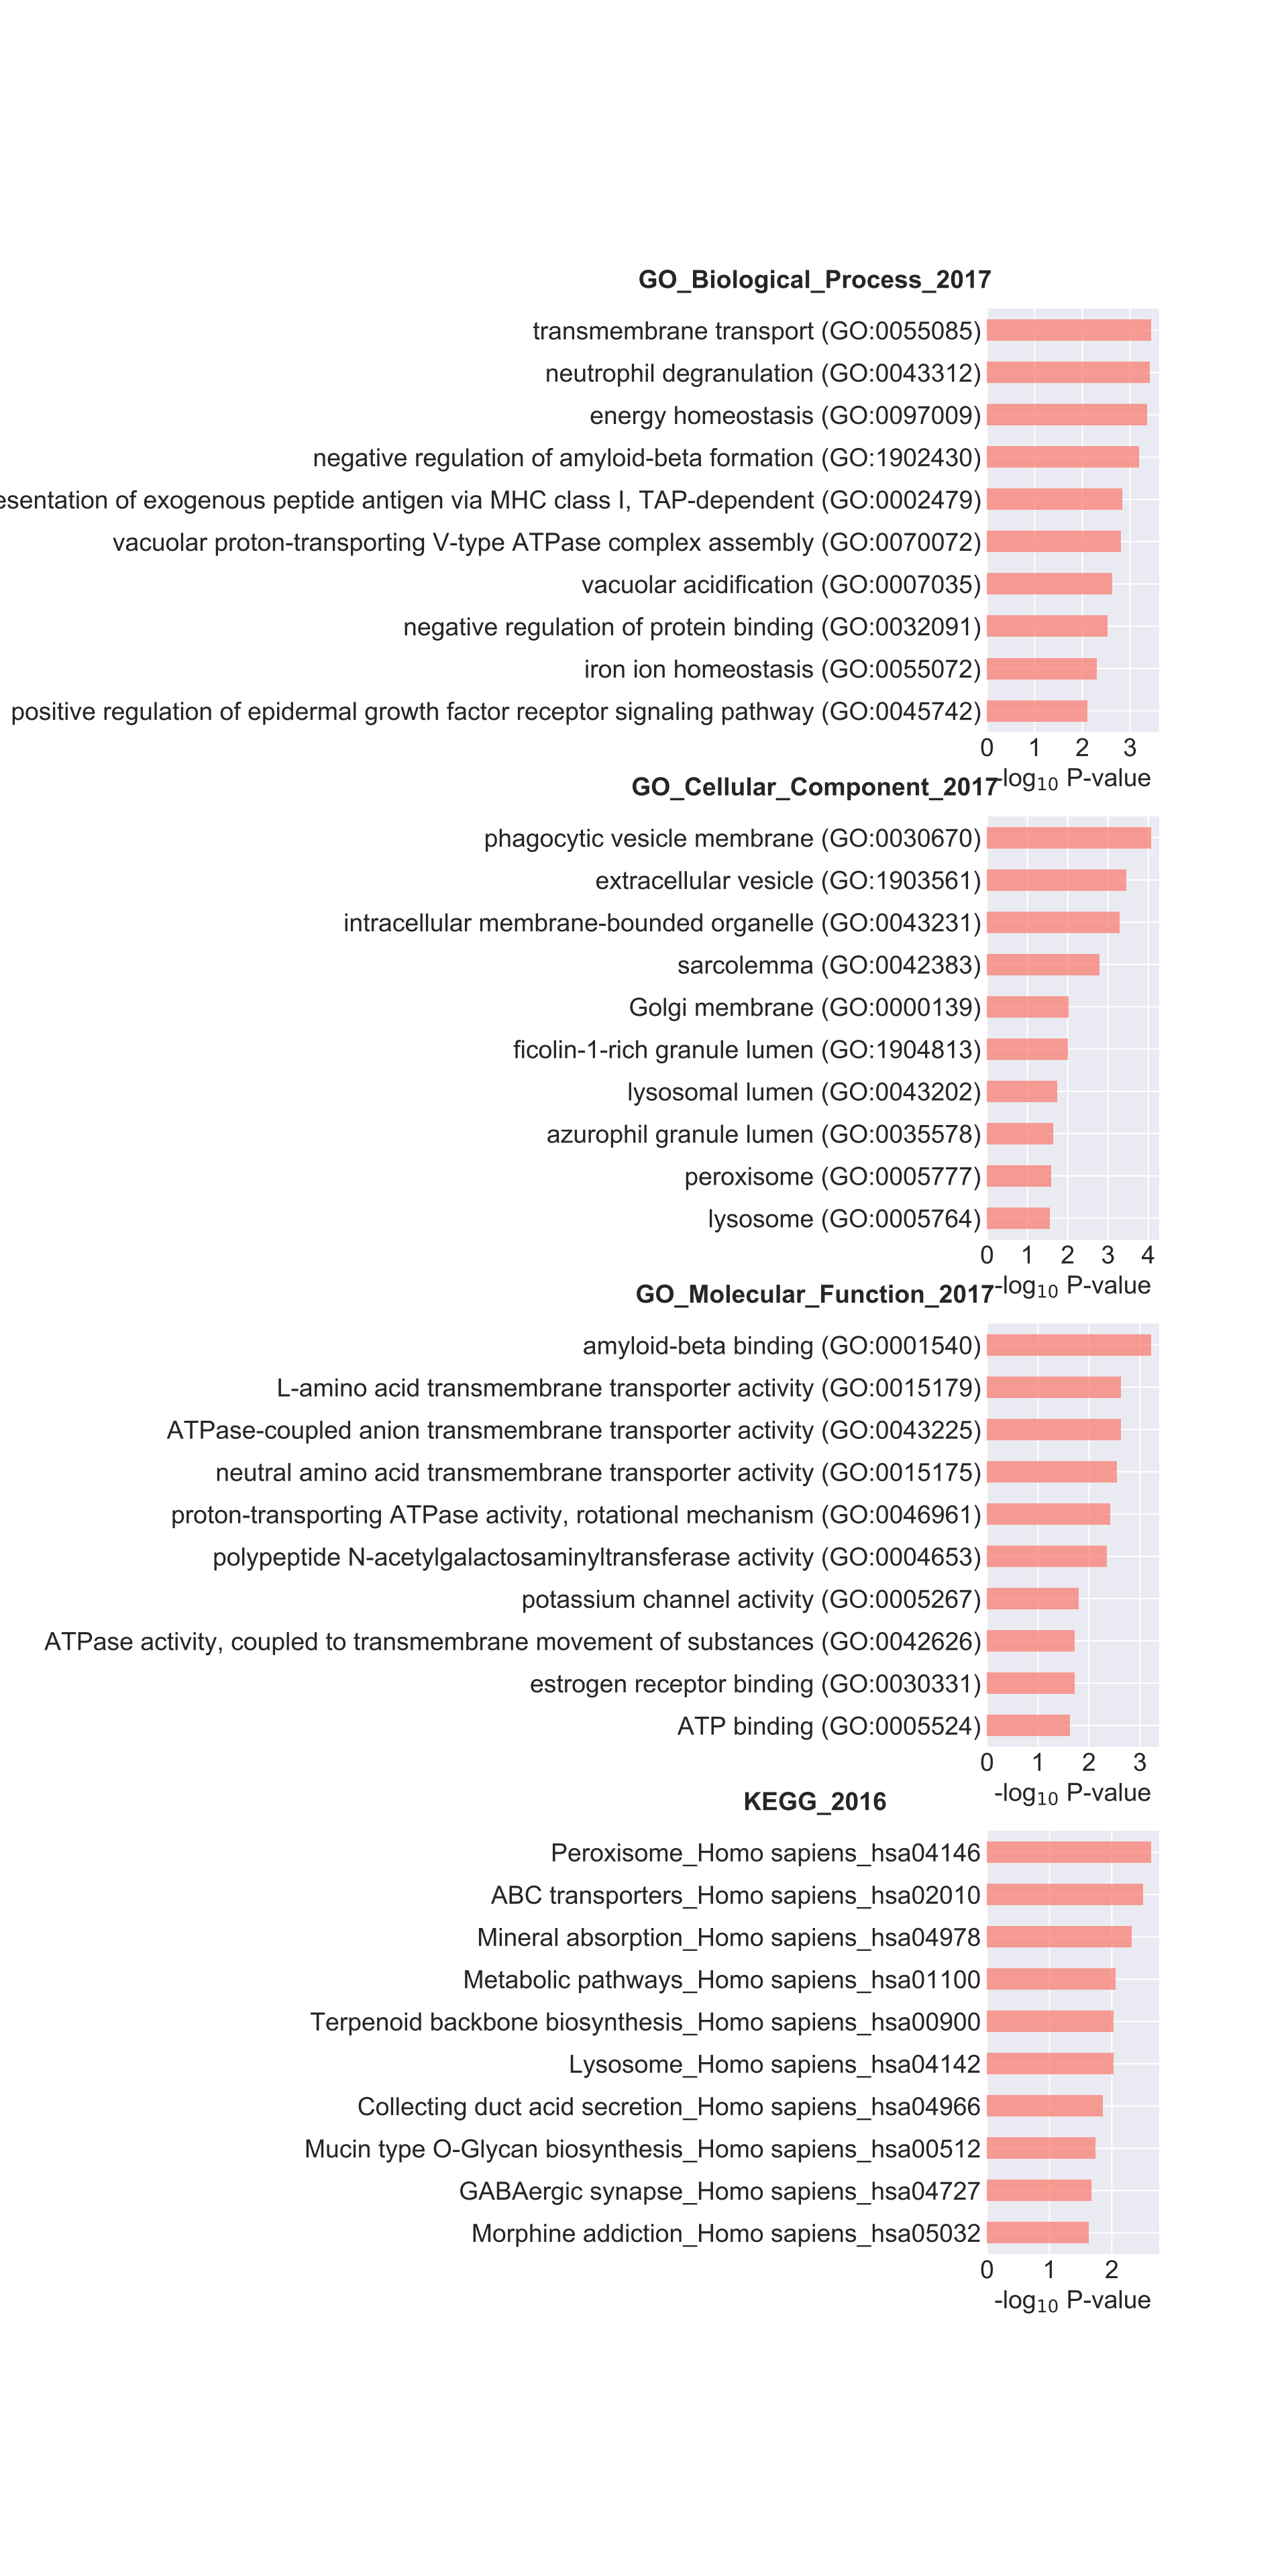 GO_Biological_Process_2017
transmembrane transport (GO:0055085)
neutrophil degranulation (GO:0043312)
energy homeostasis (GO:0097009)
negative regulation of amyloid-beta formation (GO:1902430)
esentation of exogenous peptide antigen via MHC class I, TAP-dependent (GO:0002479)
vacuolar proton-transporting V-type ATPase complex assembly (GO:0070072)
vacuolar acidification (GO:0007035)
negative regulation of protein binding (GO:0032091)
iron ion homeostasis (GO:0055072)
positive regulation of epidermal growth factor receptor signaling pathway (GO:0045742)
0 1 2 3
-log10 P-value
GO_Cellular_Component_2017
phagocytic vesicle membrane (GO:0030670)
extracellular vesicle (GO:1903561)
intracellular membrane-bounded organelle (GO:0043231)
sarcolemma (GO:0042383)
Golgi membrane (GO:0000139)
ficolin-1-rich granule lumen (GO:1904813)
lysosomal lumen (GO:0043202)
azurophil granule lumen (GO:0035578)
peroxisome (GO:0005777)
lysosome (GO:0005764)
0 1 2 3 4
-log10 P-value
GO_Molecular_Function_2017
amyloid-beta binding (GO:0001540)
L-amino acid transmembrane transporter activity (GO:0015179)
ATPase-coupled anion transmembrane transporter activity (GO:0043225)
neutral amino acid transmembrane transporter activity (GO:0015175)
proton-transporting ATPase activity, rotational mechanism (GO:0046961)
polypeptide N-acetylgalactosaminyltransferase activity (GO:0004653)
potassium channel activity (GO:0005267)
ATPase activity, coupled to transmembrane movement of substances (GO:0042626)
estrogen receptor binding (GO:0030331)
ATP binding (GO:0005524)
0 1 2 3
-log10 P-value
KEGG_2016
Peroxisome_Homo sapiens_hsa04146
ABC transporters_Homo sapiens_hsa02010
Mineral absorption_Homo sapiens_hsa04978
Metabolic pathways_Homo sapiens_hsa01100
Terpenoid backbone biosynthesis_Homo sapiens_hsa00900
Lysosome_Homo sapiens_hsa04142
Collecting duct acid secretion_Homo sapiens_hsa04966
Mucin type O-Glycan biosynthesis_Homo sapiens_hsa00512
GABAergic synapse_Homo sapiens_hsa04727
Morphine addiction_Homo sapiens_hsa05032
0 1 2
-log10 P-value